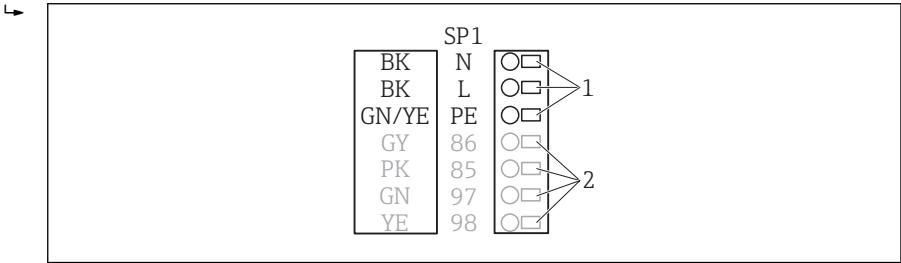 SP1
BK N
BK L 1
GN/YE PE
GY 86
PK 85 2
GN 97
YE 98